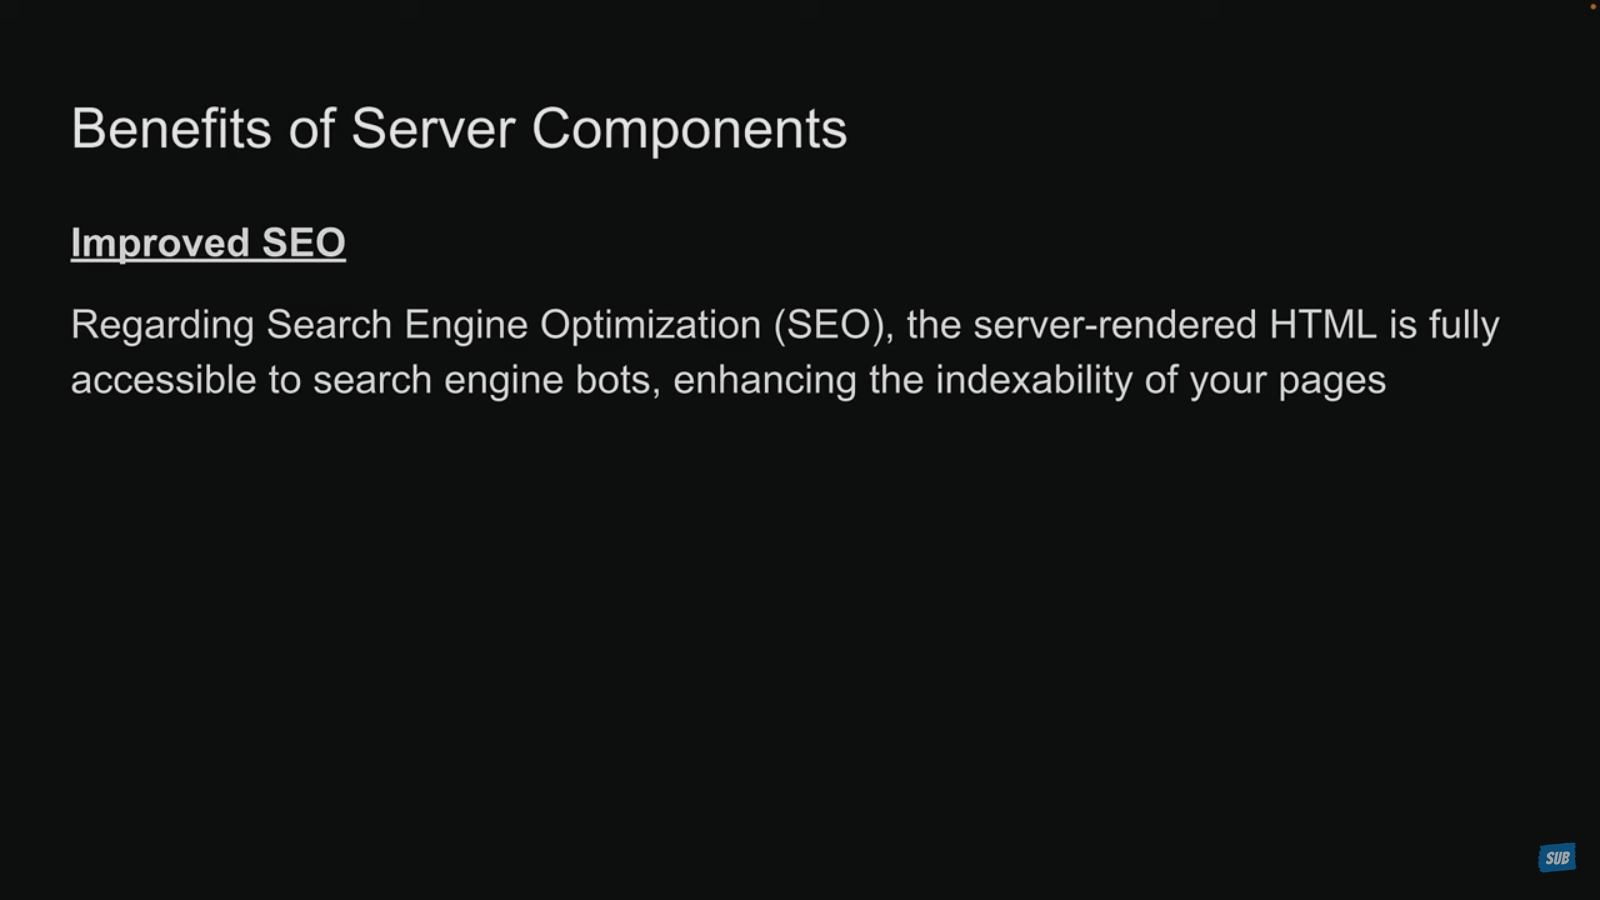 Benefits of Server Components
Improved SEO
Regarding Search Engine Optimization (SEO), the server-rendered HTML is fully
accessible to search engine bots, enhancing the indexability of your pages
SUB